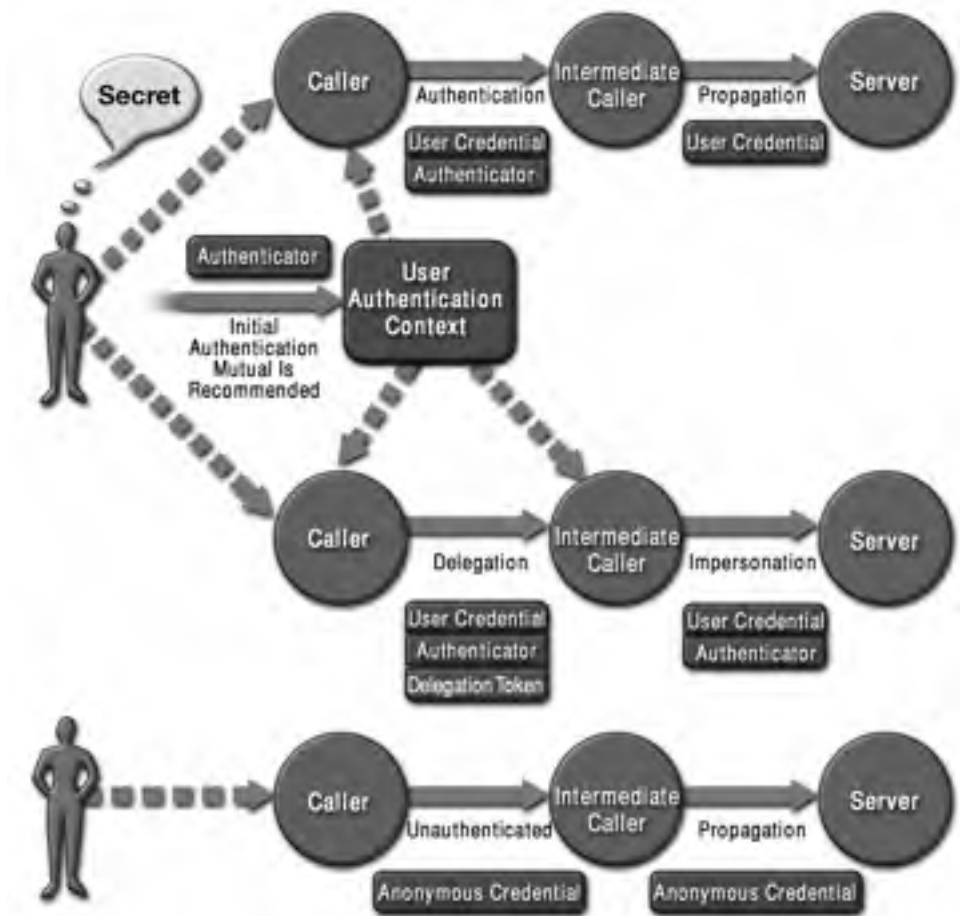 Secret
Caller
Authentication
User Credential
Authenticator
Intermediate
Caller
Propagation
User Credential
Server
Authenticator
Initial
Authentication
Mutual Is
Recommended
User
Authentication
Context
Caller
Delegation
User Credential
Authenticator
Delegation Token
Intermediate
Caller
Impersonation
User Credential
Authenticator
Server
Caller
Unauthenticated
Anonymous Credential
Intermediate
Caller
Propagation
Anonymous Credential
Server